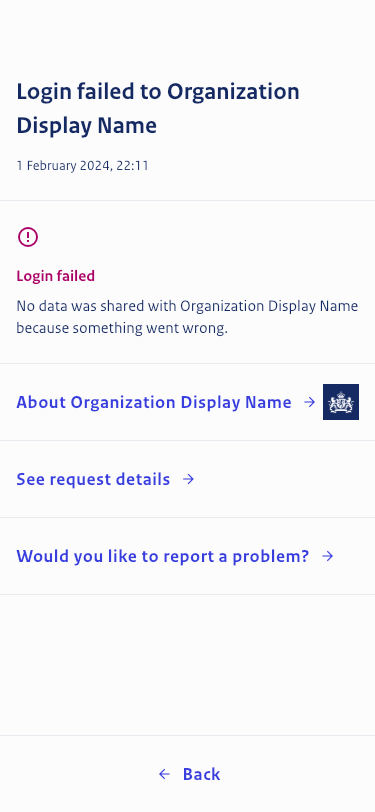 Login failed to Organization
Display Name
1 February 2024, 22:11
Login failed
No data was shared with Organization Display Name
because something went wrong.
About Organization Display Name
See request details
Would you like to report a problem?
Back